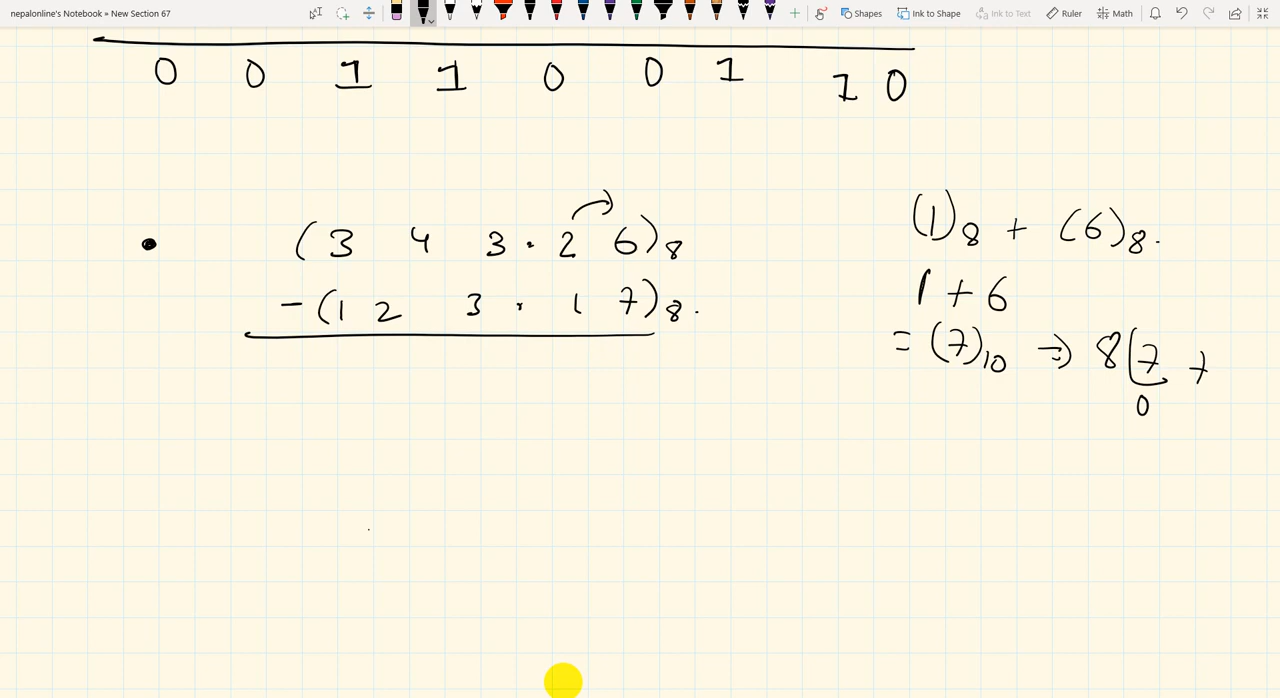 nepalonline's Notebook » New Section 67
Shapes Ink to Shape Ink to Text Ruler Math
0 0 1 1 0 0 1 1 0
(3 4 3 . 2 6)8
-(1 2 3 . 1 7)8.
(1)8 + (6)8.
1 + 6
= (7)10 ⇒ 8(7 7
0